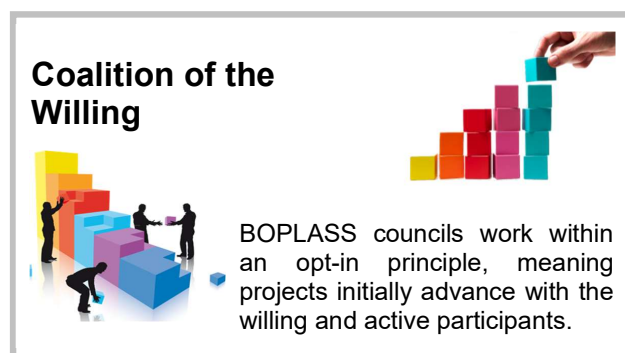 Coalition of the
Willing
BOPLASS councils work within
an opt-in principle, meaning
projects initially advance with the
willing and active participants.